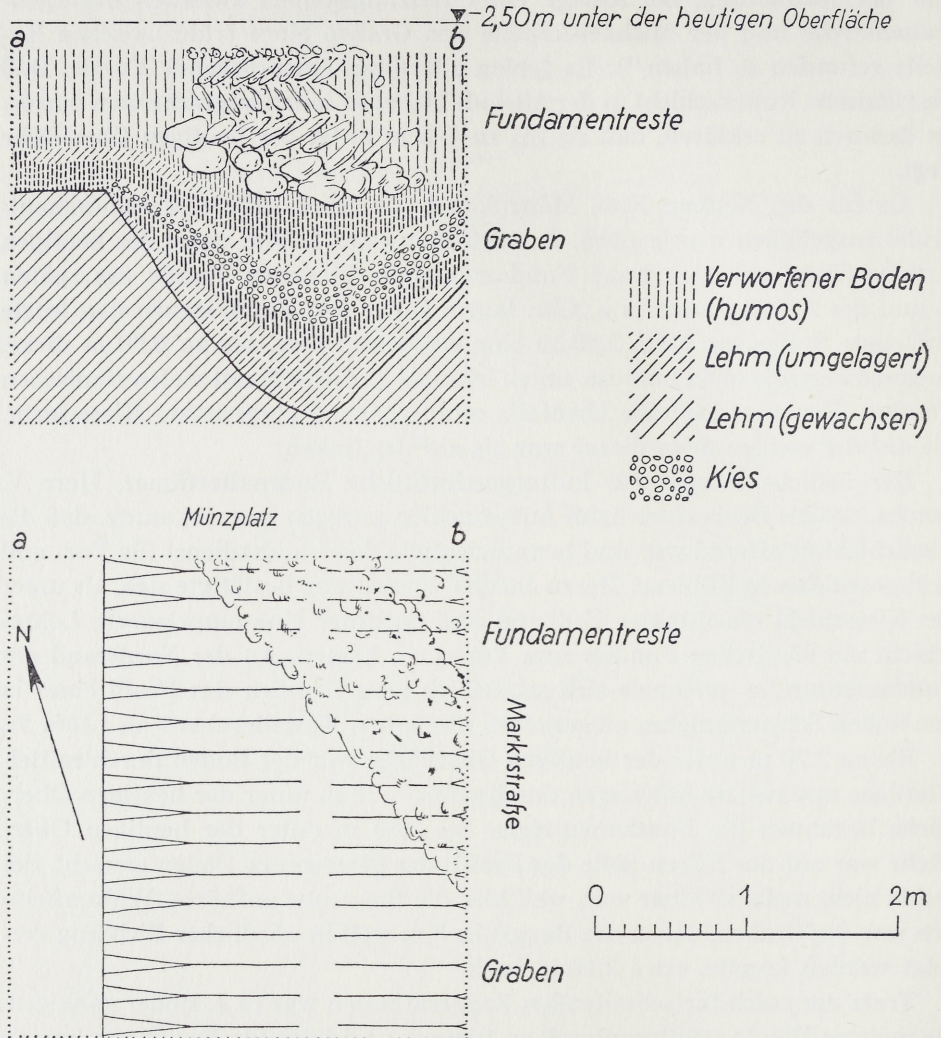 -2,50 m unter der heutigen Oberfläche
a
b
Fundamentreste
Graben
Verworfener Boden
(humos)
Lehm (umgelagert)
Lehm (gewachsen)
Kies
Münzplatz
a
b
N
Fundamentreste
Marktstraße
0 1 2m
Graben